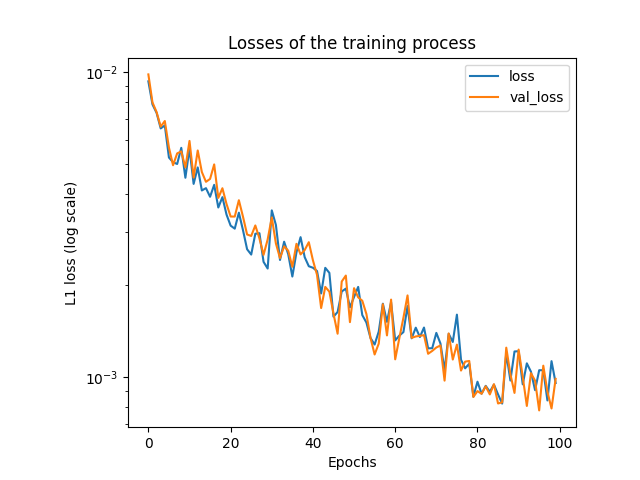 Losses of the training process
loss
val_loss
10⁻²
10⁻³
L1 loss (log scale)
0 20 40 60 80 100
Epochs